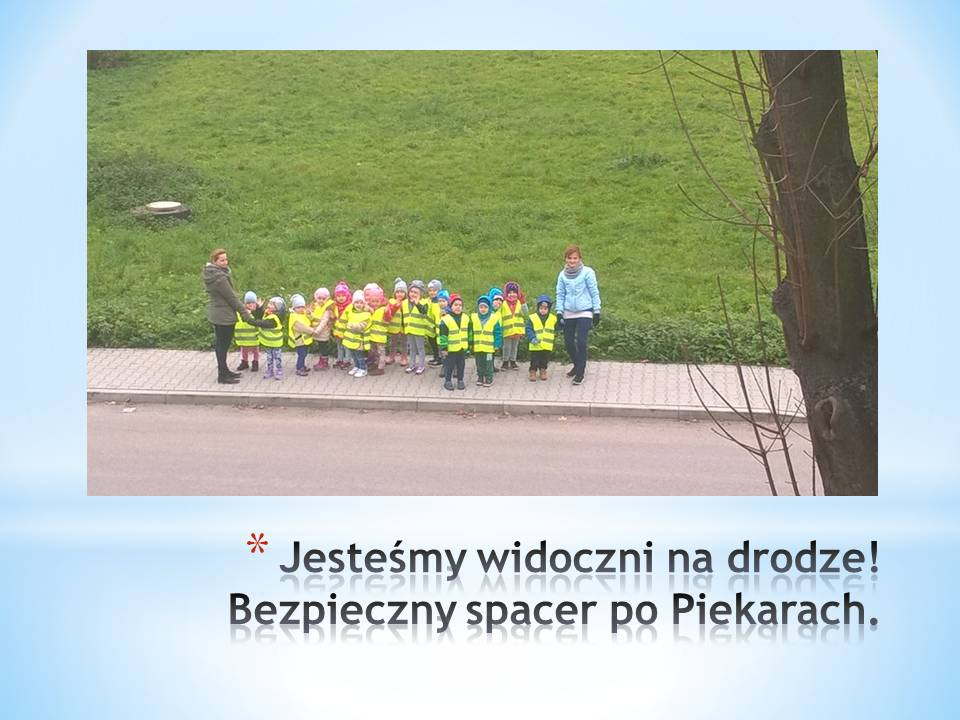 * Jesteśmy widoczni na drodze!
Bezpieczny spacer po Piekarach.